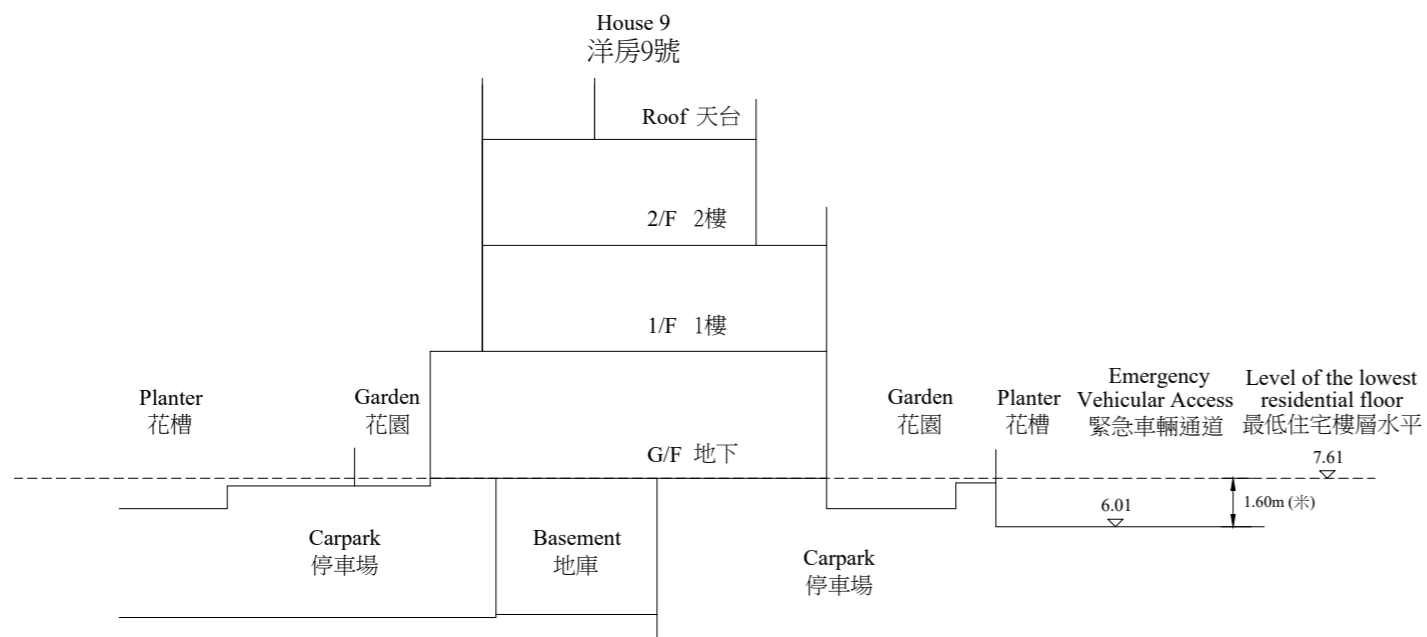 House 9
洋房9號
Roof 天台
2/F 2樓
1/F 1樓
Planter
花槽
Garden
花園
G/F 地下
Garden
花園
Planter
花槽
Emergency
Vehicular Access
緊急車輛通道
Level of the lowest
residential floor
最低住宅樓層水平
7.61
6.01
1.60m (米)
Carpark
停車場
Basement
地庫
Carpark
停車場